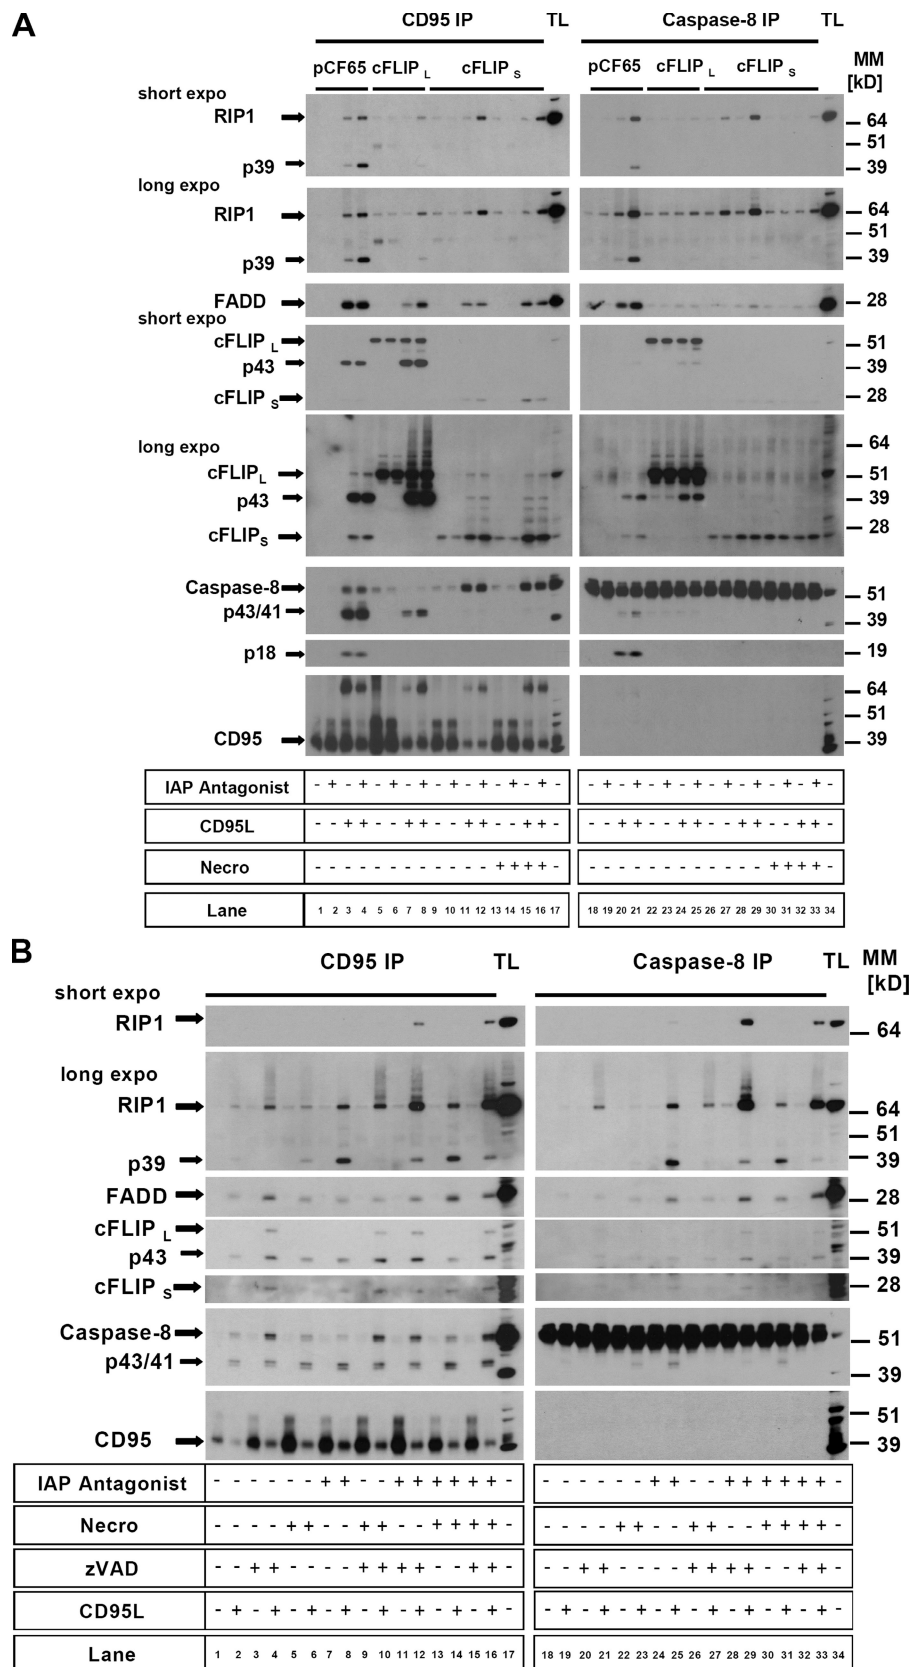 A
CD95 IP TL Caspase-8 IP TL
pCF65 cFLIP L cFLIP S pCF65 cFLIP L cFLIP S MM [kD]
short expo
RIP1 64
51
p39 39
long expo
RIP1 64
51
p39 39
FADD 28
short expo
cFLIP L 51
p43 39
cFLIP S 28
64
long expo
cFLIP L 51
p43 39
28
cFLIP S
Caspase-8 51
p43/41 39
p18 19
64
51
CD95 39
IAP Antagonist - + - + - + - + - + - + - + - + - - + - + - + - + - + - + - + - + -
CD95L - - + + - - + + - - + + - - + + - - - + + - - + + - - + + - - + + -
Necro - - - - - - - - - - - - + + + + - - - - - - - - - - - - - + + + + -
Lane 1 2 3 4 5 6 7 8 9 10 11 12 13 14 15 16 17 18 19 20 21 22 23 24 25 26 27 28 29 30 31 32 33 34
B
CD95 IP TL Caspase-8 IP TL MM
[kD]
short expo
RIP1 64
long expo
RIP1 64
51
p39 39
FADD 28
cFLIP L 51
p43 39
cFLIP S 28
Caspase-8 51
p43/41 39
51
CD95 39
IAP Antagonist - - - - - - + + - - + + + + + + - - - - - - - + + - - + + + + + + -
Necro - - - - + + - - + + - - + + + + - - - - - + + - - + + - - + + + + -
zVAD - - + + - - - - + + + + - - + + - - - + + - - - - + + + + - - + + -
CD95L - + - + - + - + - + - + - + - + - - + - + - + - + - + - + - + - + -
Lane 1 2 3 4 5 6 7 8 9 10 11 12 13 14 15 16 17 18 19 20 21 22 23 24 25 26 27 28 29 30 31 32 33 34